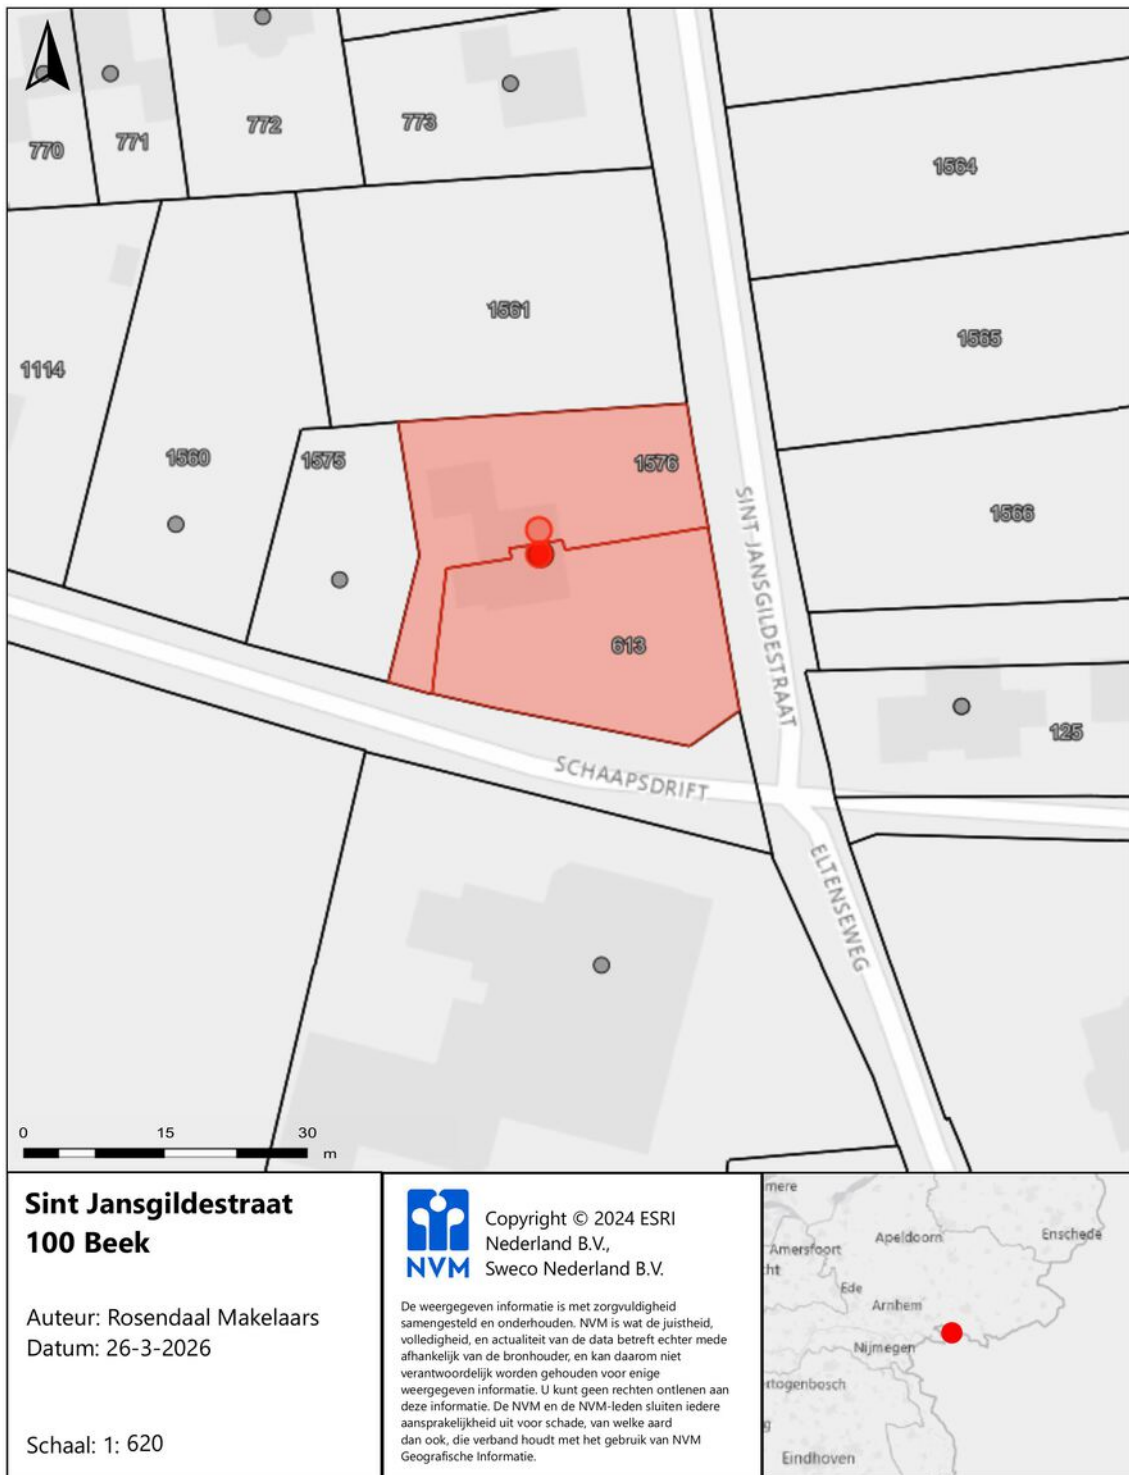 770
771
772
773
1564
1561
1565
1114
1560
1575
1576
1566
SINT JANSGILDESTRAAT
613
125
SCHAAPSDRIFT
ELTENSEWEG
0 15 30
m
Sint Jansgildestraat
100 Beek
Auteur: Rosendaal Makelaars
Datum: 26-3-2026
Schaal: 1: 620
NVM
Copyright © 2024 ESRI
Nederland B.V.,
Sweco Nederland B.V.
De weergegeven informatie is met zorgvuldigheid
samengesteld en onderhouden. NVM is wat de juistheid,
volledigheid, en actualiteit van de data betreft echter mede
afhankelijk van de bronhouder, en kan daarom niet
verantwoordelijk worden gehouden voor enige
weergegeven informatie. U kunt geen rechten ontlenen aan
deze informatie. De NVM en de NVM-leden sluiten iedere
aansprakelijkheid uit voor schade, van welke aard
dan ook, die verband houdt met het gebruik van NVM
Geografische Informatie.
mere
Apeldoorn
Enschede
Amersfoort
cht
Ede
Arnhem
Nijmegen
rtogenbosch
g
Eindhoven